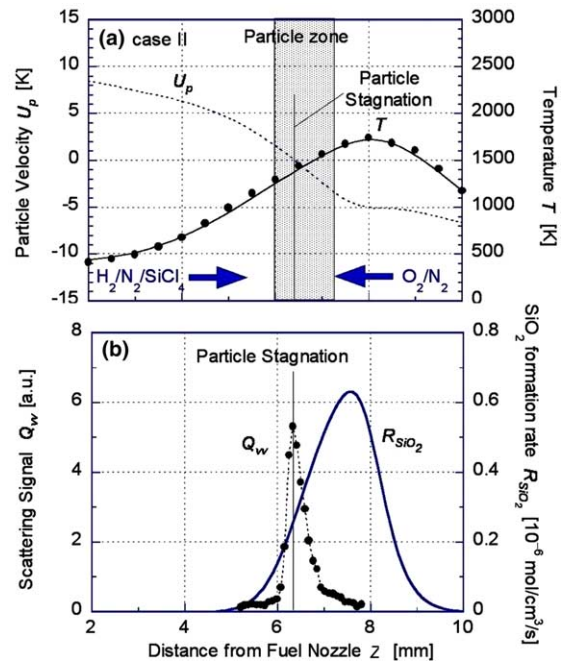 (a) case II
Particle zone
U_p
Particle
Stagnation
T
H_2/N_2/SiCl_4
O_2/N_2
Particle Velocity U_p [K]
15
10
5
0
-5
-10
-15
Temperature T [K]
3000
2500
2000
1500
1000
500
0
(b)
Particle Stagnation
Q_vv
R_SiO_2
Scattering Signal Q_vv [a.u.]
8
6
4
2
0
SiO_2 formation rate R_SiO_2 [10^-6 mol/cm^3/s]
0.8
0.6
0.4
0.2
0
2 4 6 8 10
Distance from Fuel Nozzle z [mm]